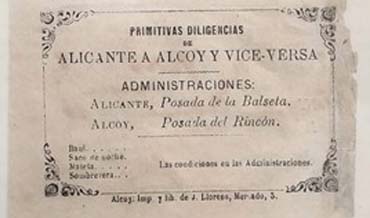 PRIMITIVAS DILIGENCIAS
DE
ALICANTE A ALCOY Y VICE-VERSA
ADMINISTRACIONES:
ALICANTE, Posada de la Balseta.
ALCOY, Posada del Rincón.
Baul. . . . .
Saco de noche.
Maleta. . . . .
Sombrerera. .
Las condiciones en las Administraciones.
Alcoy: Imp. y lib. de J. Llorens, Mercado, 5.